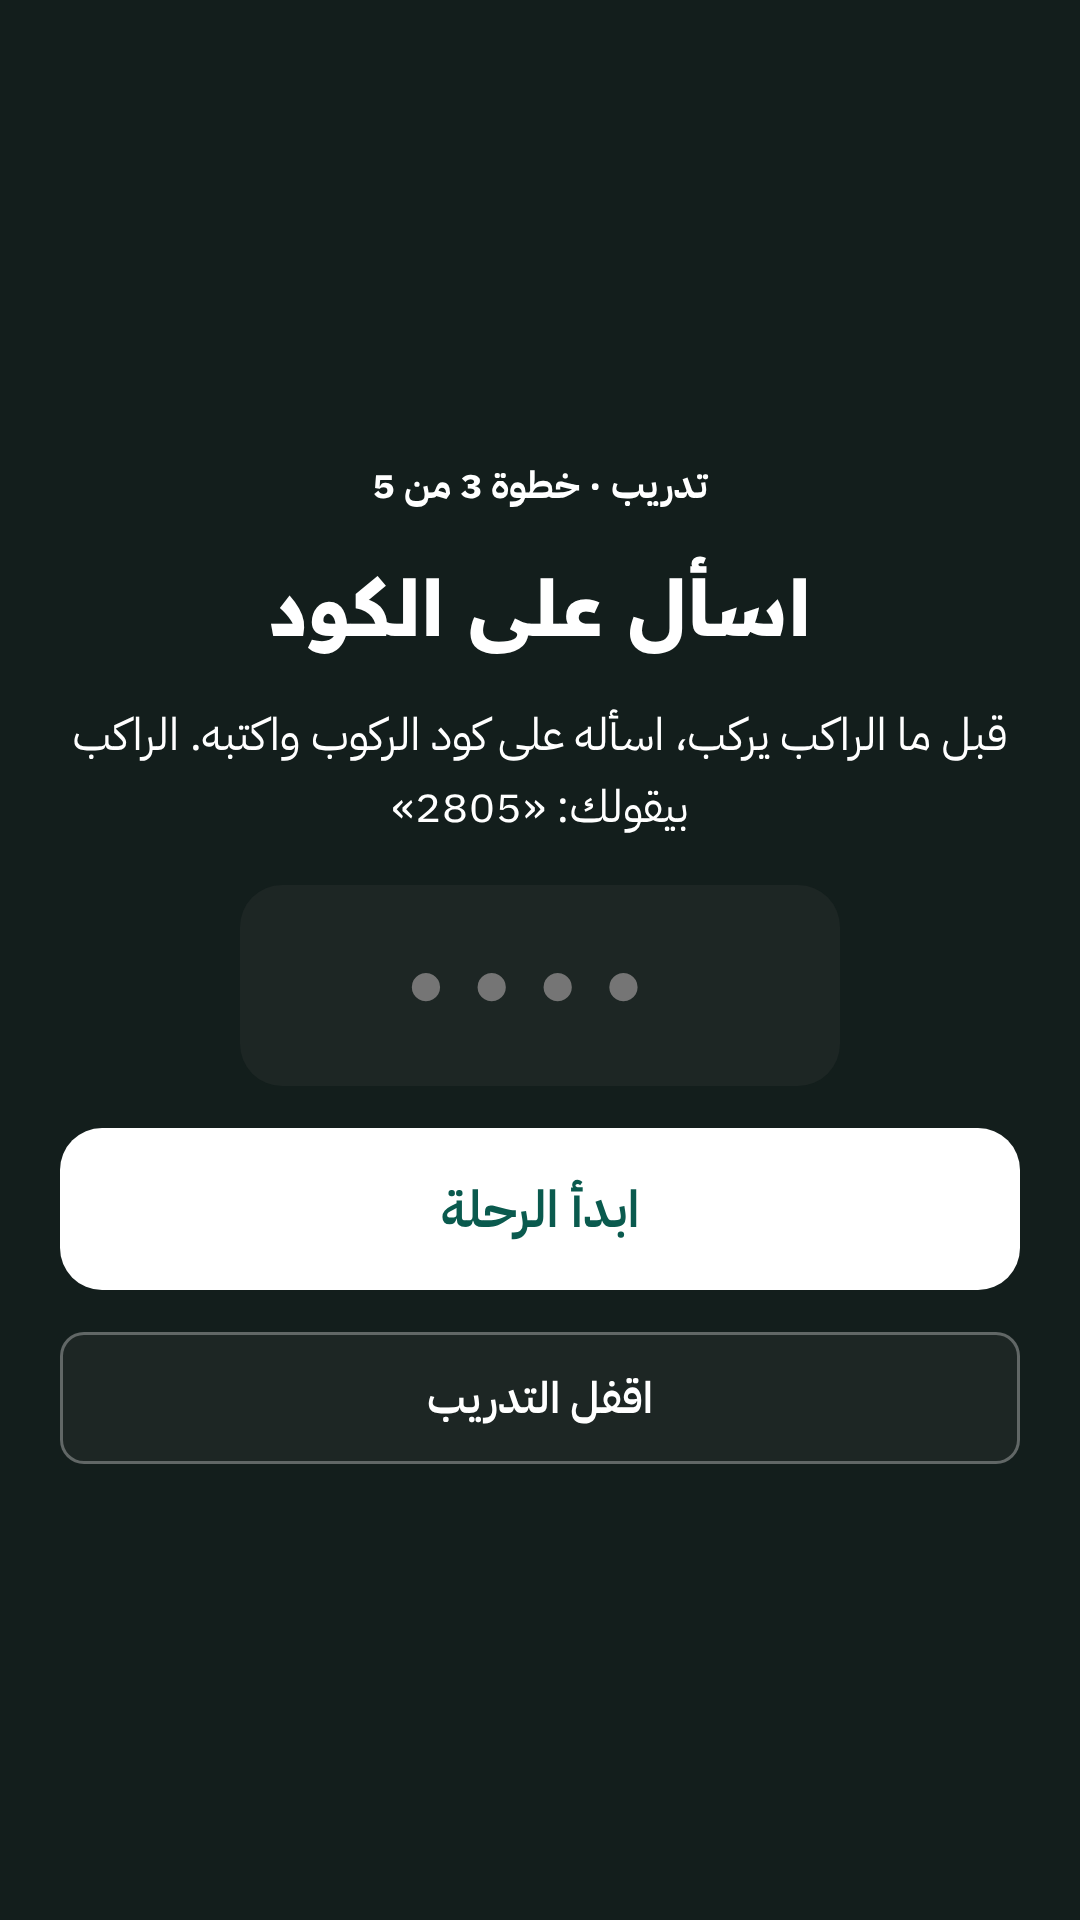 تدريب · خطوة 3 من 5
اسأل على الكود
قبل ما الراكب يركب، اسأله على كود الركوب واكتبه. الراكب
بيقولك: «2805»
ابدأ الرحلة
اقفل التدريب